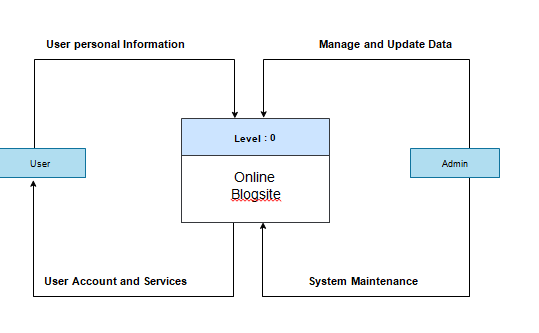 User personal Information
Manage and Update Data
Level : 0
User
Online
Blogsite
Admin
User Account and Services
System Maintenance